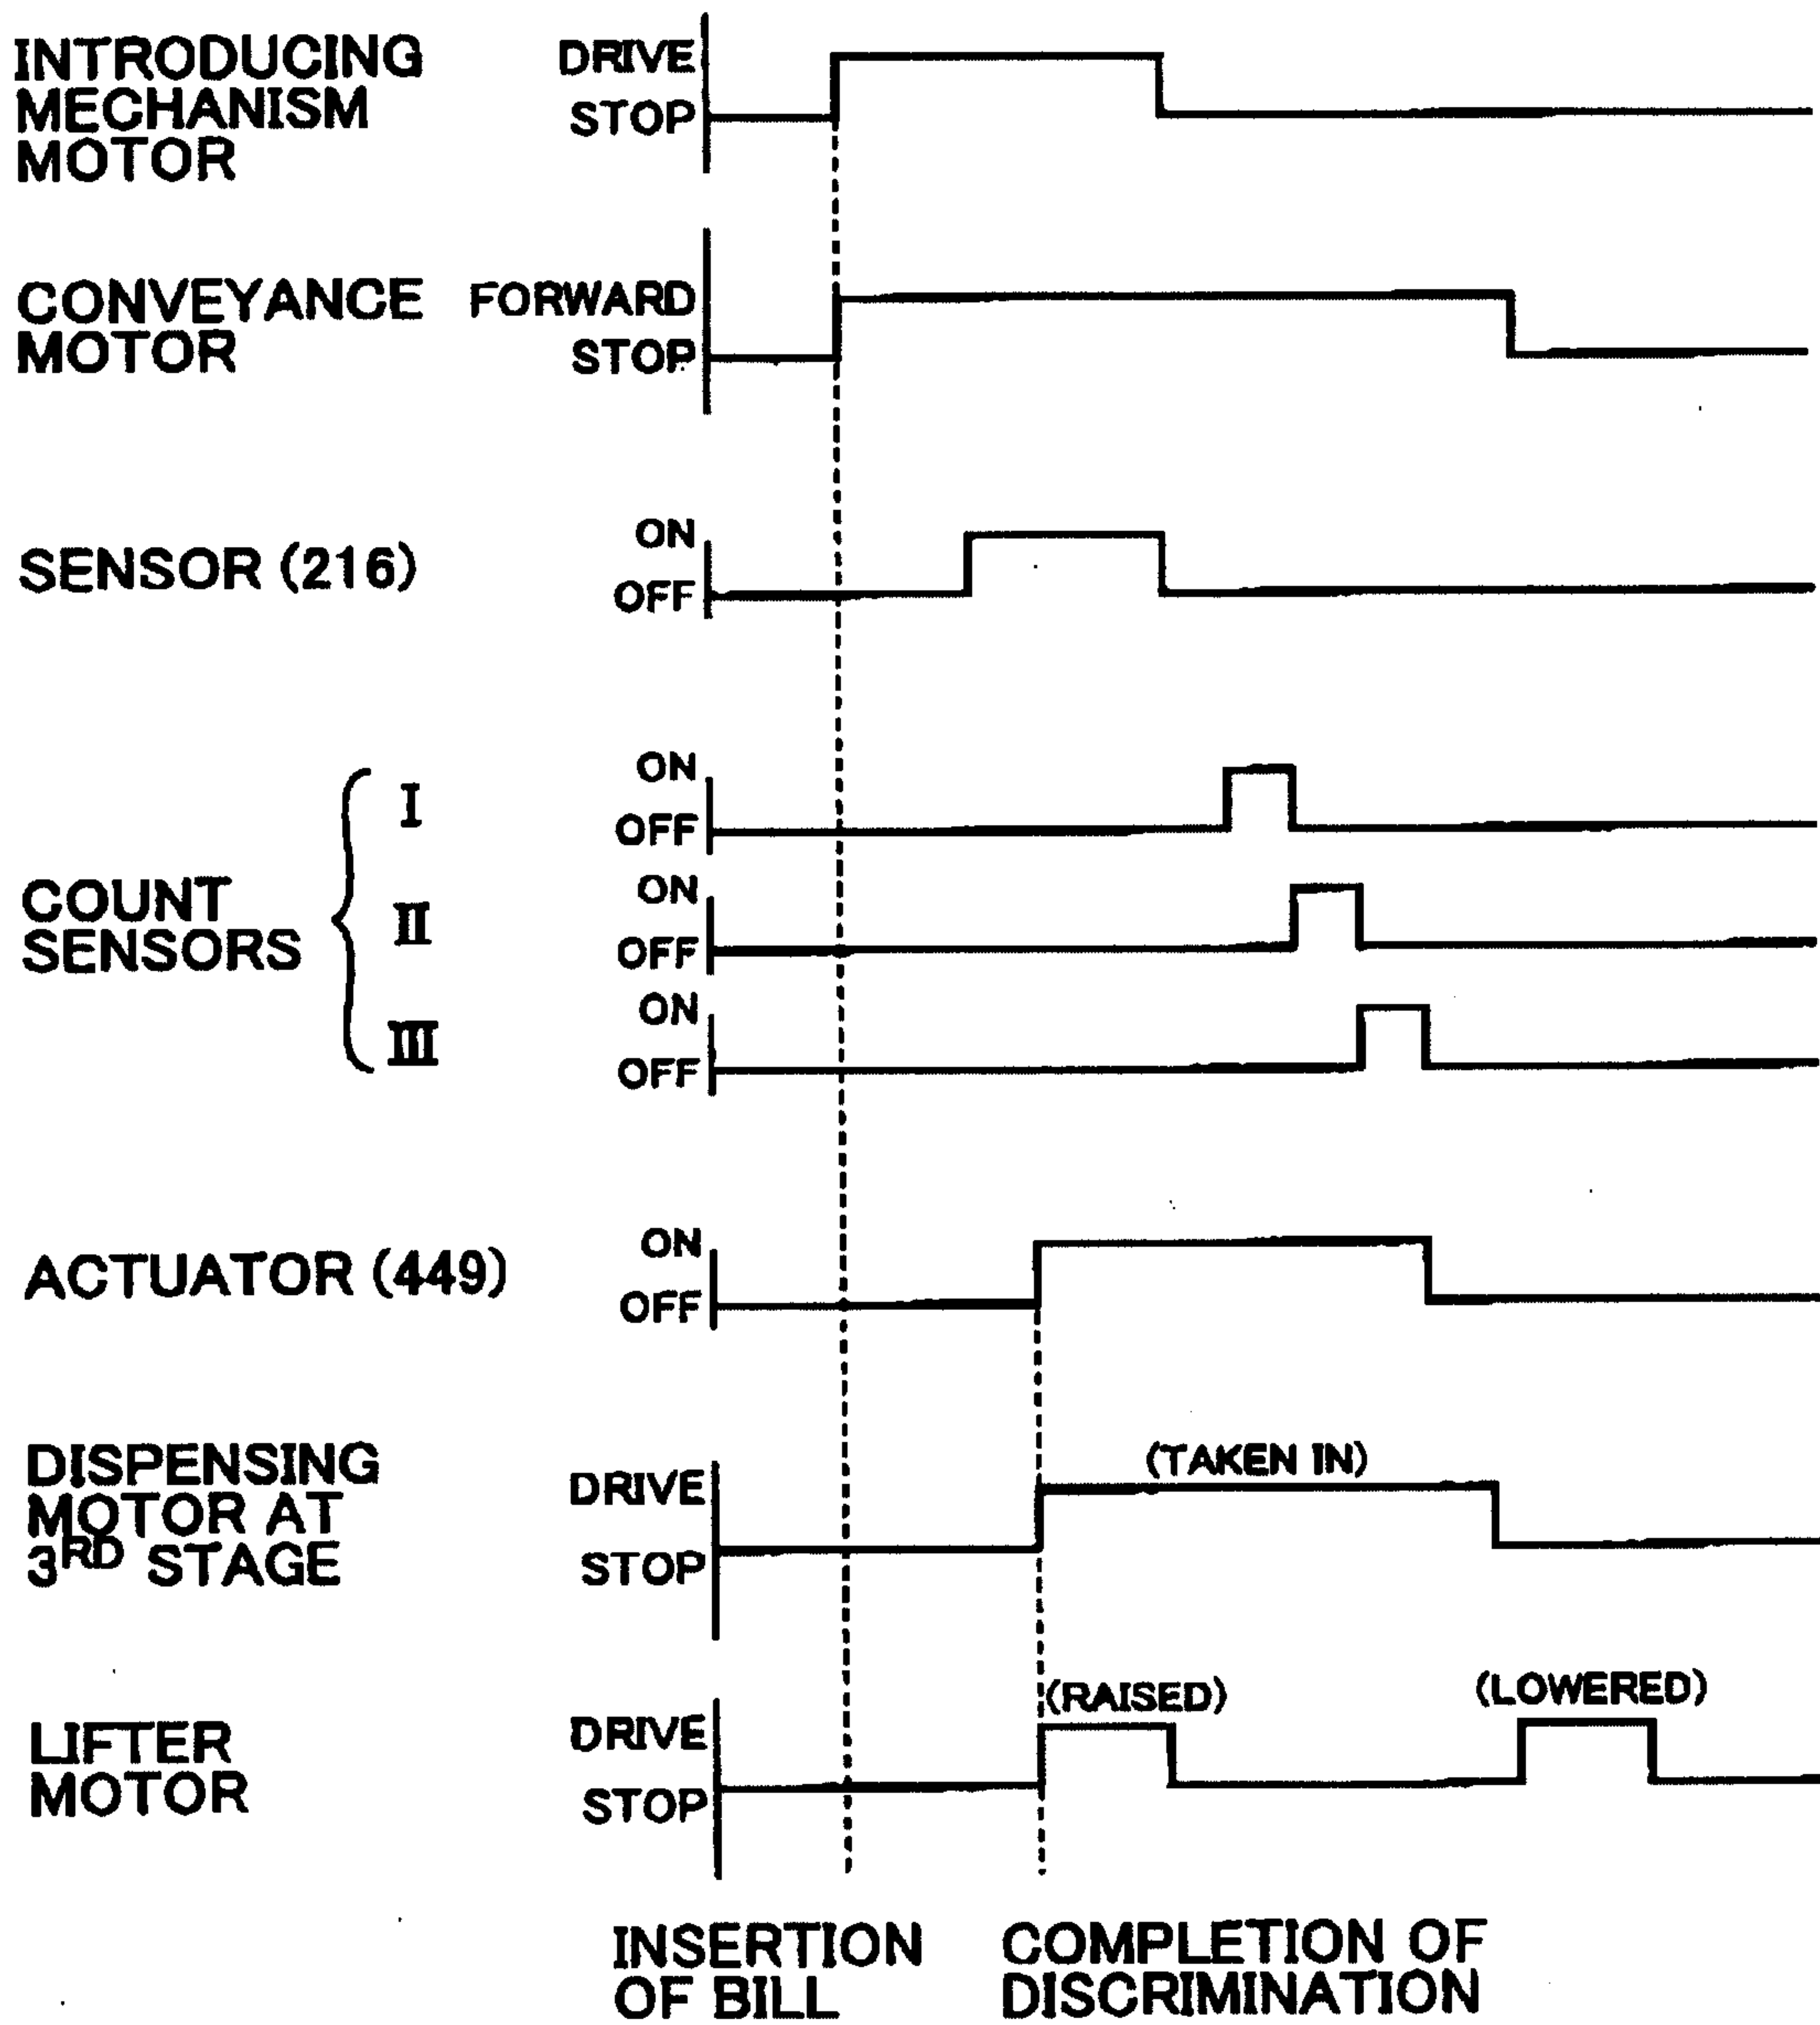 INTRODUCING
MECHANISM
MOTOR
DRIVE
STOP
CONVEYANCE
MOTOR
FORWARD
STOP
SENSOR (216)
ON
OFF
COUNT
SENSORS
I
ON
OFF
II
ON
OFF
III
ON
OFF
ACTUATOR (449)
ON
OFF
DISPENSING
MOTOR AT
3RD STAGE
DRIVE
STOP
(TAKEN IN)
LIFTER
MOTOR
DRIVE
STOP
(RAISED)
(LOWERED)
INSERTION
OF BILL
COMPLETION OF
DISCRIMINATION